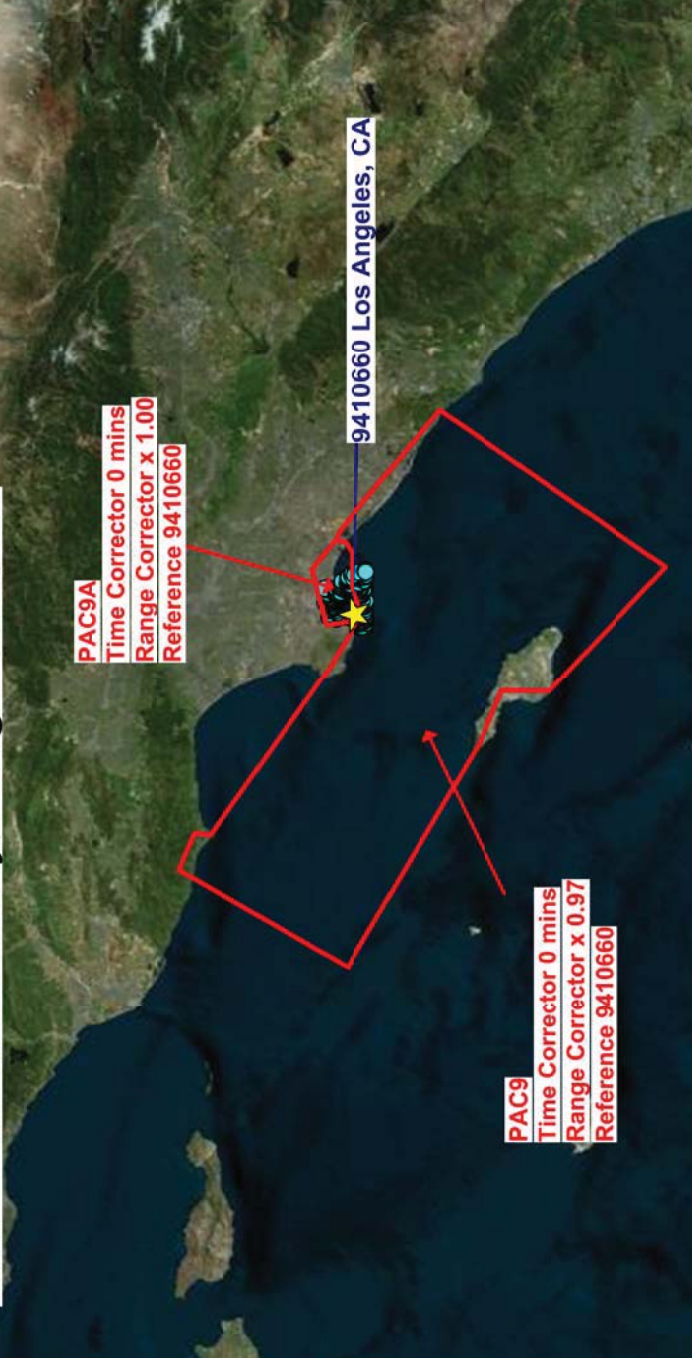 PAC9A
Time Corrector 0 mins
Range Corrector x 1.00
Reference 9410660
9410660 Los Angeles, CA
PAC9
Time Corrector 0 mins
Range Corrector x 0.97
Reference 9410660